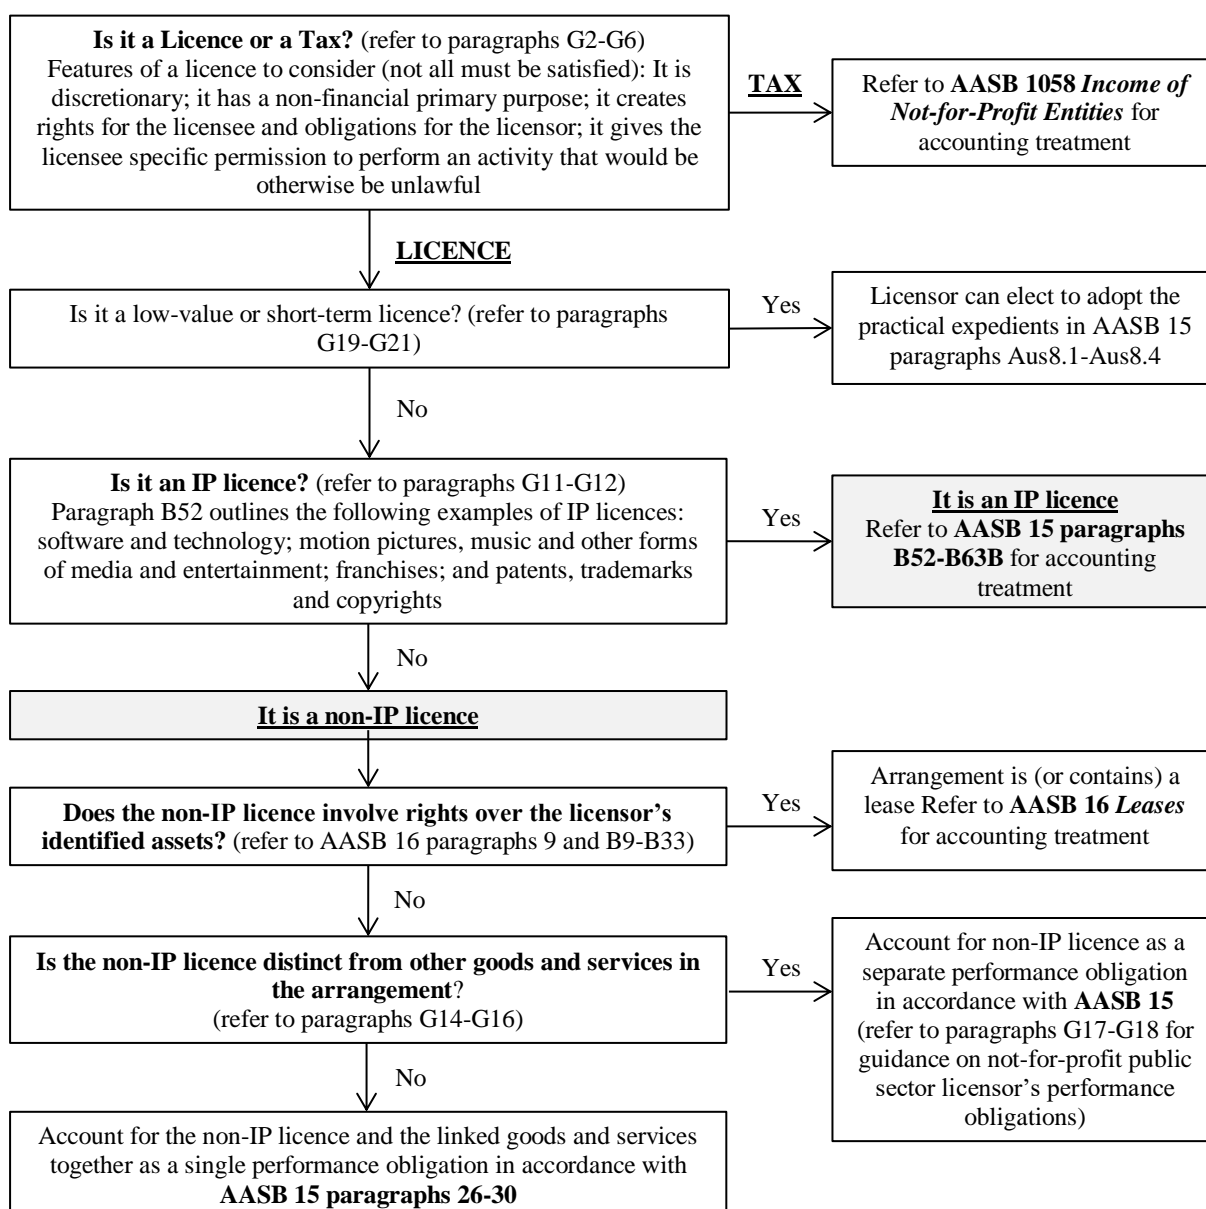 Is it a Licence or a Tax? (refer to paragraphs G2-G6)
Features of a licence to consider (not all must be satisfied): It is
discretionary; it has a non-financial primary purpose; it creates
rights for the licensee and obligations for the licensor; it gives the
licensee specific permission to perform an activity that would be
otherwise be unlawful
TAX
Refer to AASB 1058 Income of
Not-for-Profit Entities for
accounting treatment
LICENCE
Is it a low-value or short-term licence? (refer to paragraphs
G19-G21)
Yes
Licensor can elect to adopt the
practical expedients in AASB 15
paragraphs Aus8.1-Aus8.4
No
Is it an IP licence? (refer to paragraphs G11-G12)
Paragraph B52 outlines the following examples of IP licences:
software and technology; motion pictures, music and other forms
of media and entertainment; franchises; and patents, trademarks
and copyrights
Yes
It is an IP licence
Refer to AASB 15 paragraphs
B52-B63B for accounting
treatment
No
It is a non-IP licence
Does the non-IP licence involve rights over the licensor's
identified assets? (refer to AASB 16 paragraphs 9 and B9-B33)
Yes
Arrangement is (or contains) a
lease Refer to AASB 16 Leases
for accounting treatment
No
Is the non-IP licence distinct from other goods and services in
the arrangement?
(refer to paragraphs G14-G16)
Yes
Account for non-IP licence as a
separate performance obligation
in accordance with AASB 15
(refer to paragraphs G17-G18 for
guidance on not-for-profit public
sector licensor's performance
obligations)
No
Account for the non-IP licence and the linked goods and services
together as a single performance obligation in accordance with
AASB 15 paragraphs 26-30